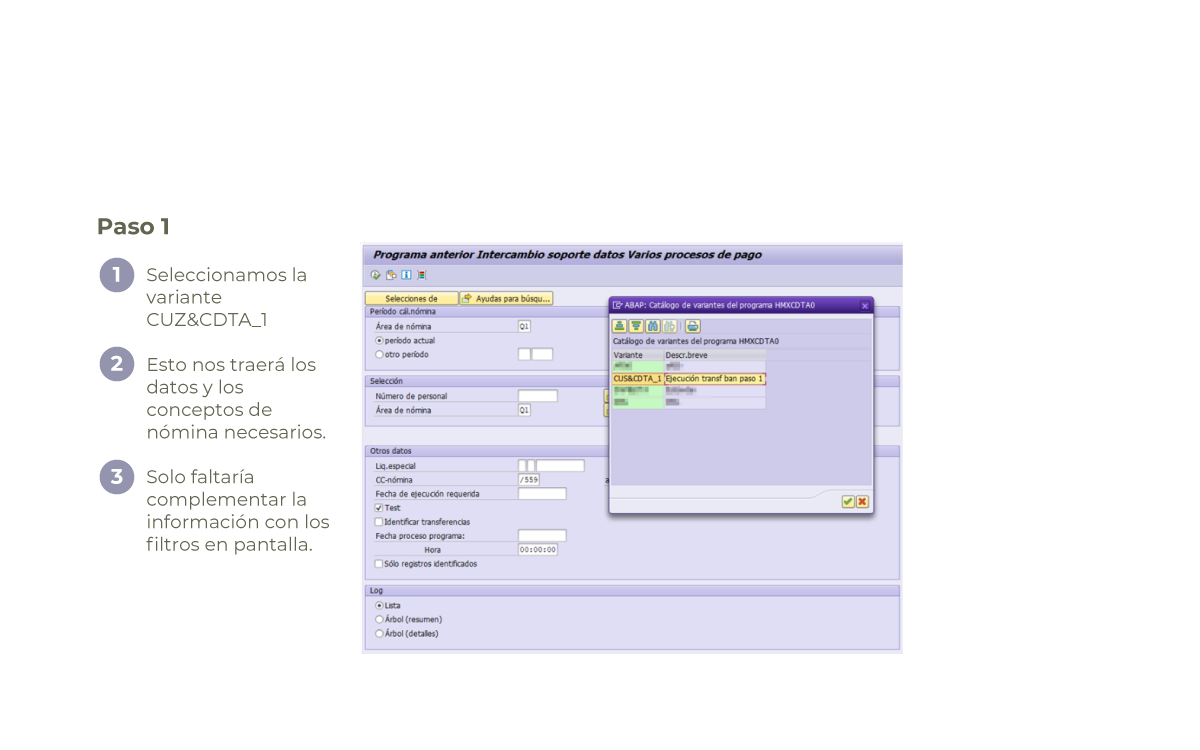 Paso 1
1
Seleccionamos la
variante
CUZ&CDTA_1
2
Esto nos traerá los
datos y los
conceptos de
nómina necesarios.
3
Solo faltaría
complementar la
información con los
filtros en pantalla.
Programa anterior Intercambio soporte datos Varios procesos de pago
Selecciones de
Ayudas para búsqu...
Período cál.nómina
Área de nómina Q1
período actual
otro período
Selección
Número de personal
Área de nómina Q1
Otros datos
Liq.especial
CC-nómina /559
Fecha de ejecución requerida
Test
Identificar transferencias
Fecha proceso programa:
Hora 00:00:00
Sólo registros identificados
Log
Lista
Árbol (resumen)
Árbol (detalles)
ABAP: Catálogo de variantes del programa HMXCDTA0
Catálogo de variantes del programa HMXCDTA0
Variante Descr.breve
CUS&CDTA_1 Ejecución transf ban paso 1